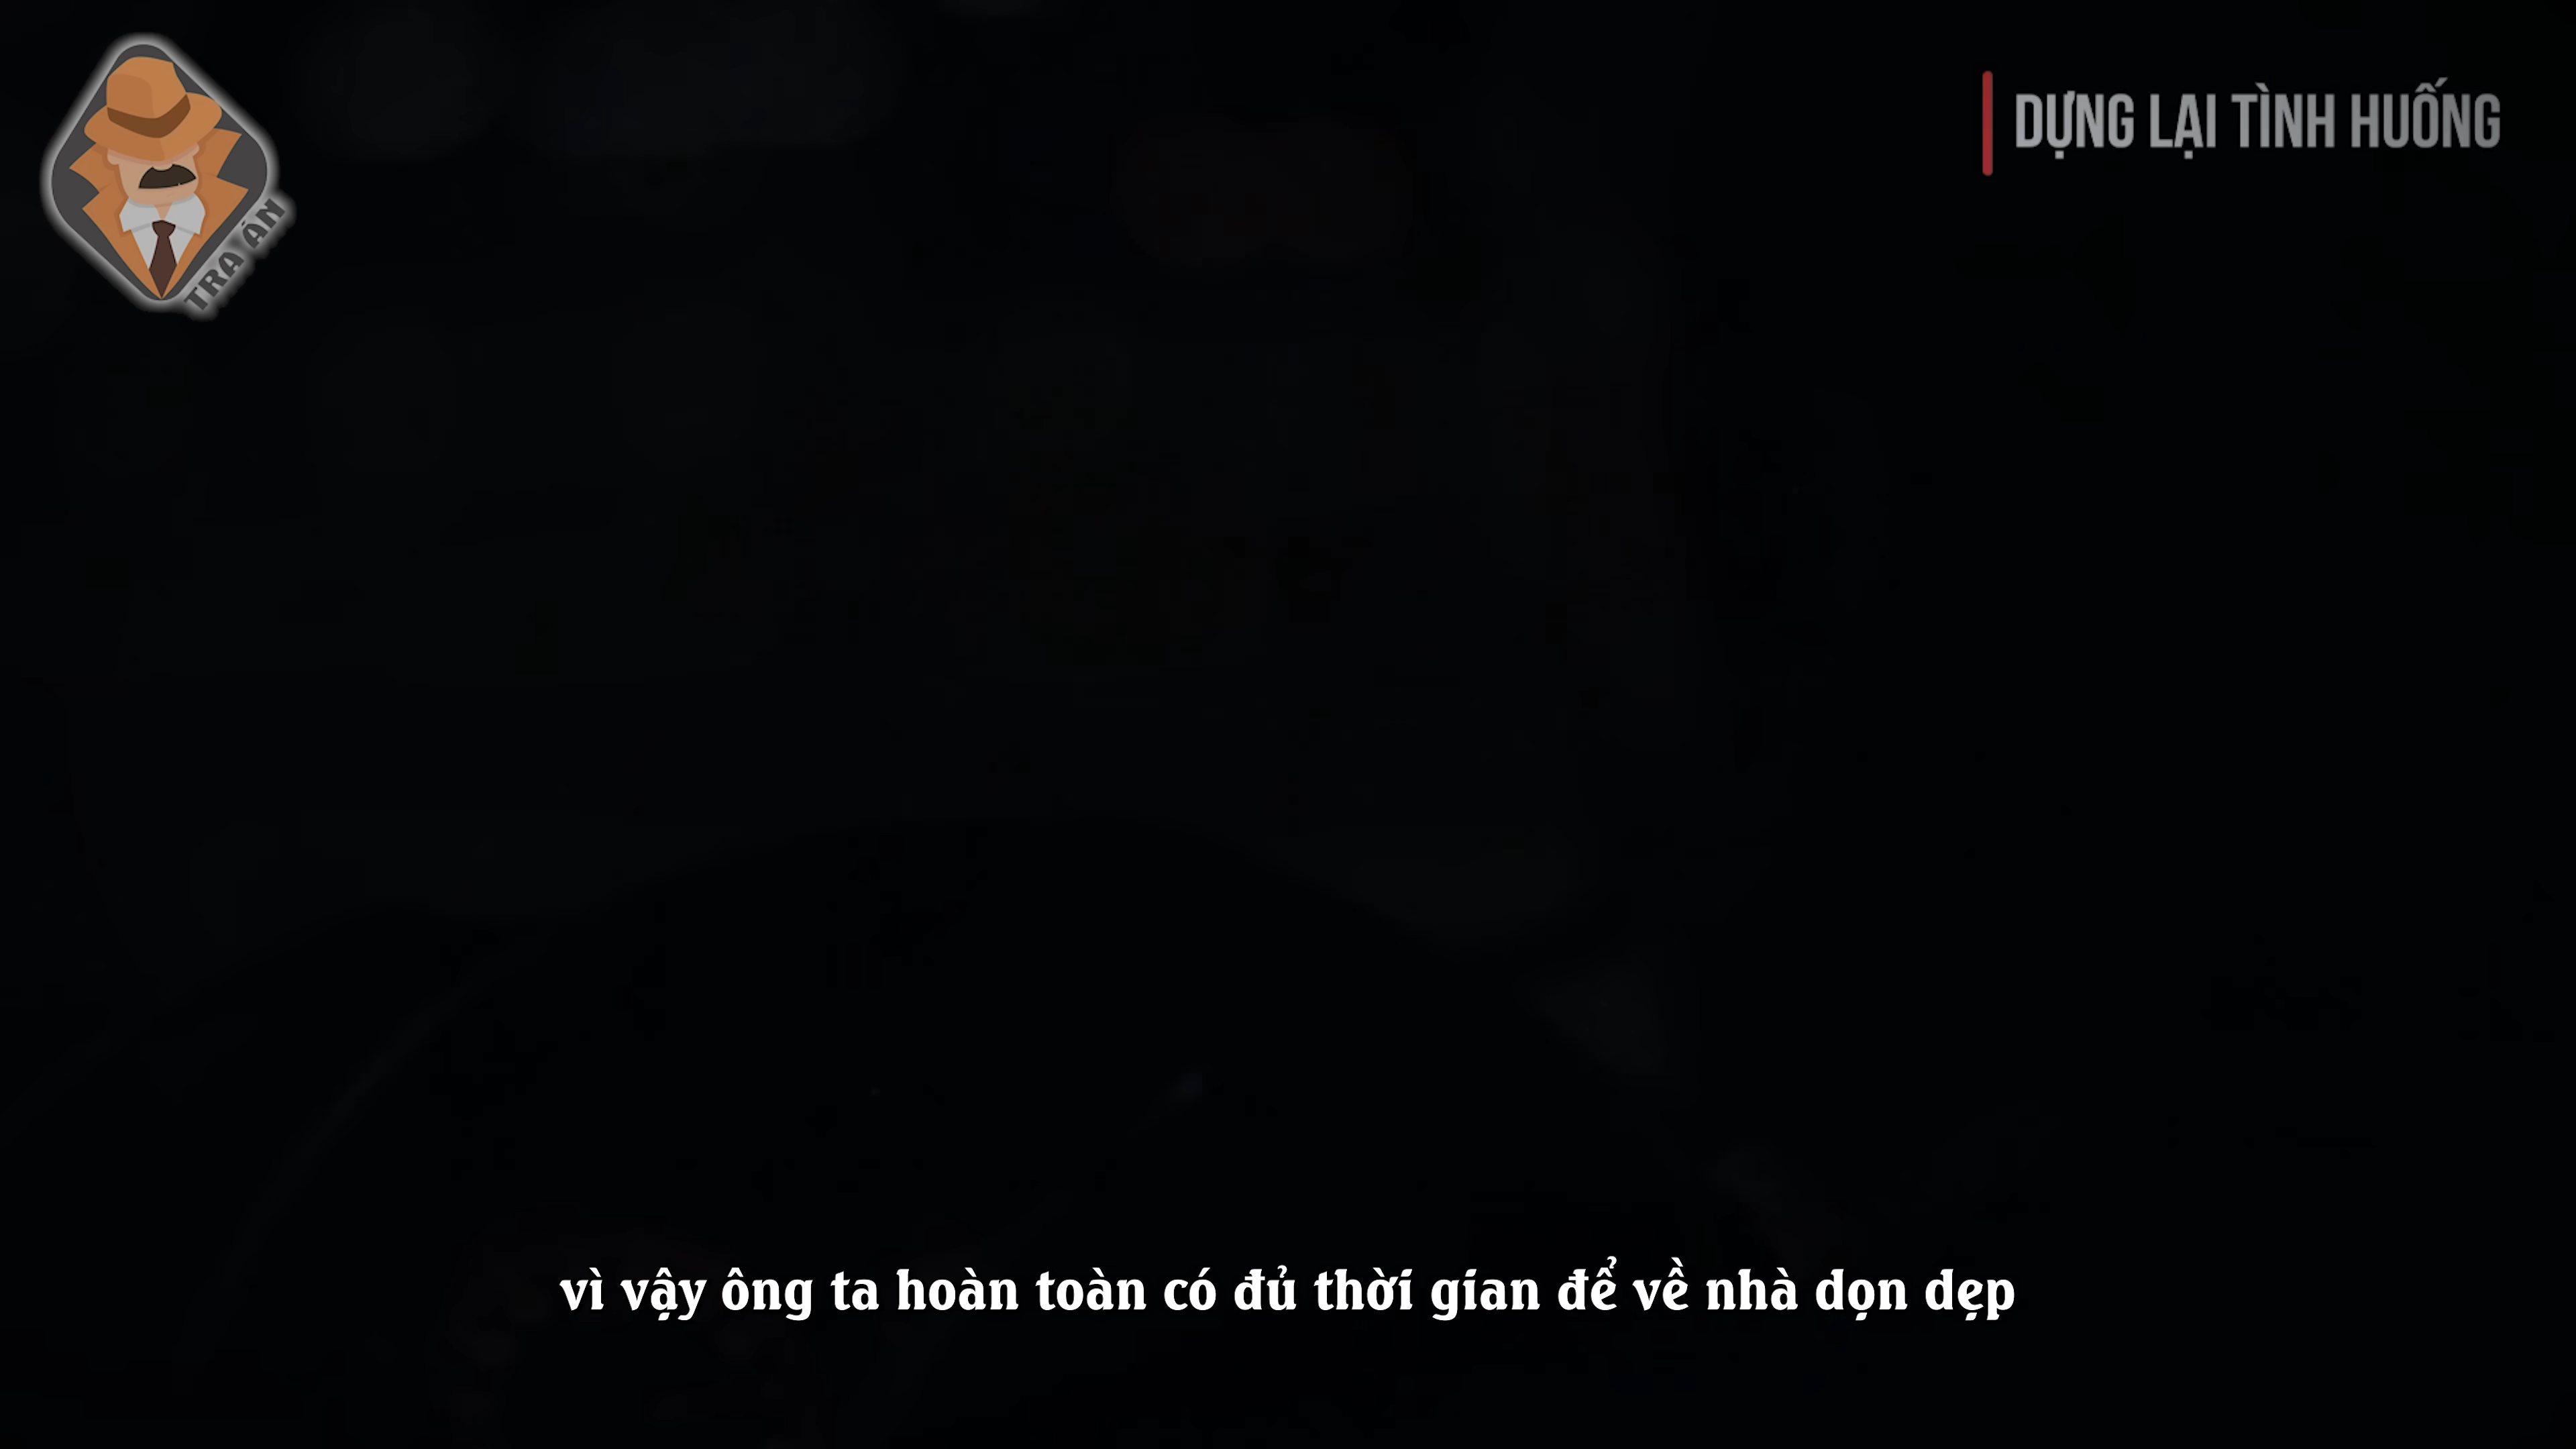 TRA ÁN
DỰNG LẠI TÌNH HUỐNG
vì vậy ông ta hoàn toàn có đủ thời gian để về nhà dọn dẹp